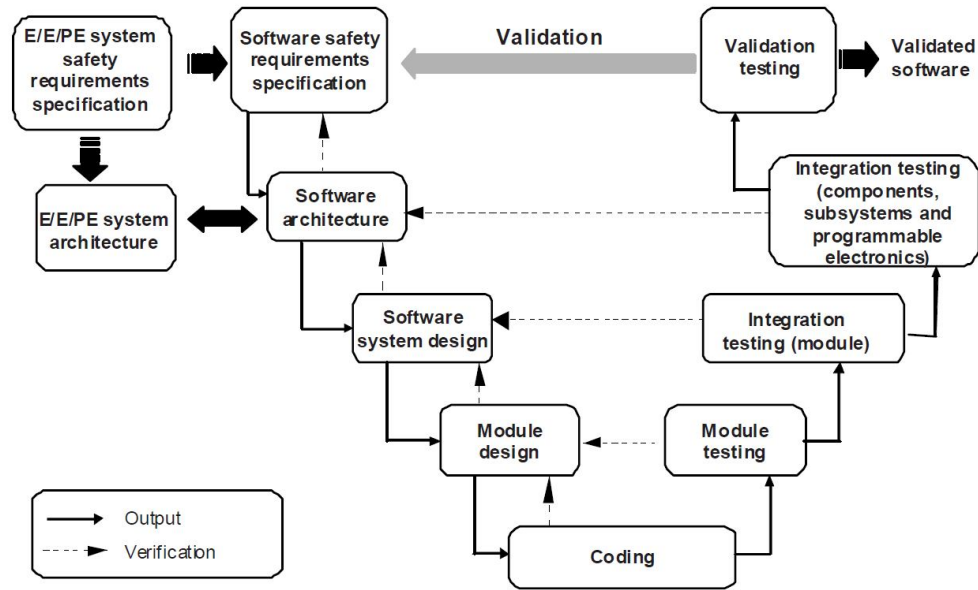 E/E/PE system
safety
requirements
specification
Software safety
requirements
specification
Validation
Validation
testing
Validated
software
E/E/PE system
architecture
Software
architecture
Integration testing
(components,
subsystems and
programmable
electronics)
Software
system design
Integration
testing (module)
Module
design
Module
testing
Coding
Output
Verification